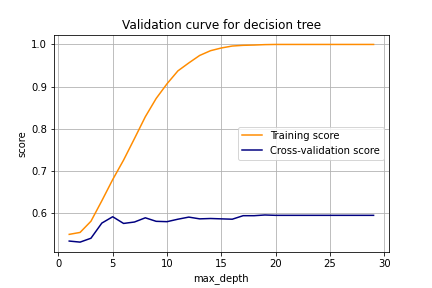 Validation curve for decision tree
1.0
0.9
0.8
0.7
0.6
score
Training score
Cross-validation score
0 5 10 15 20 25 30
max_depth